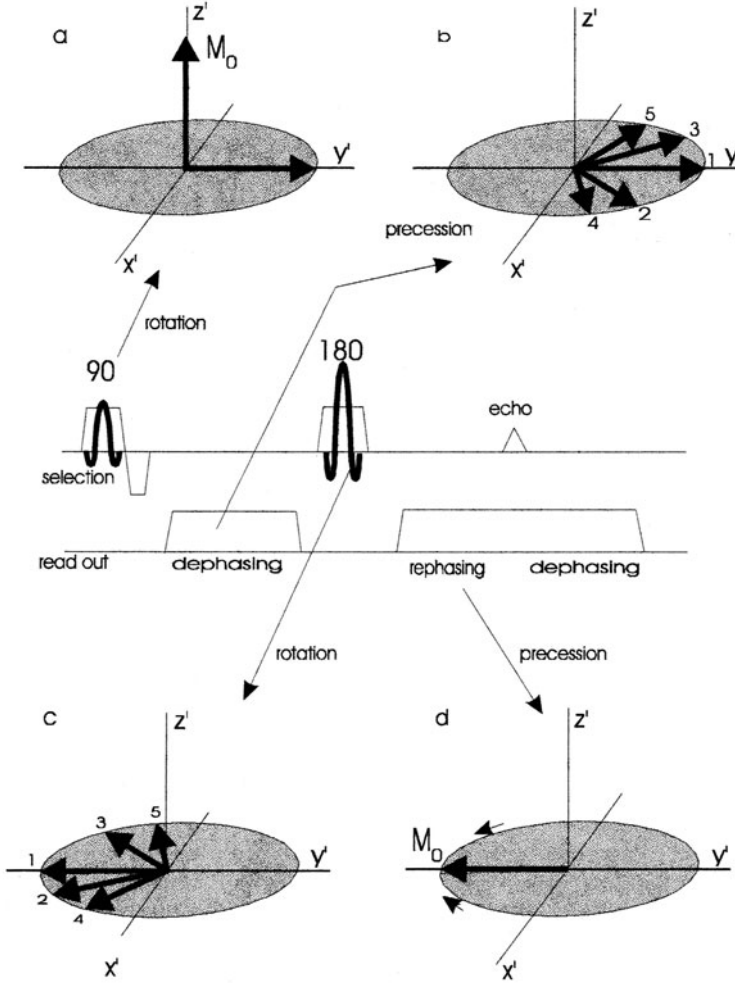 a
z'
M0
y'
x'
b
z'
5
3
1
y
2
4
x'
precession
rotation
90
180
echo
selection
read out
dephasing
rephasing
dephasing
rotation
precession
c
z'
3
5
1
2
4
y'
x'
d
z'
M0
y'
x'